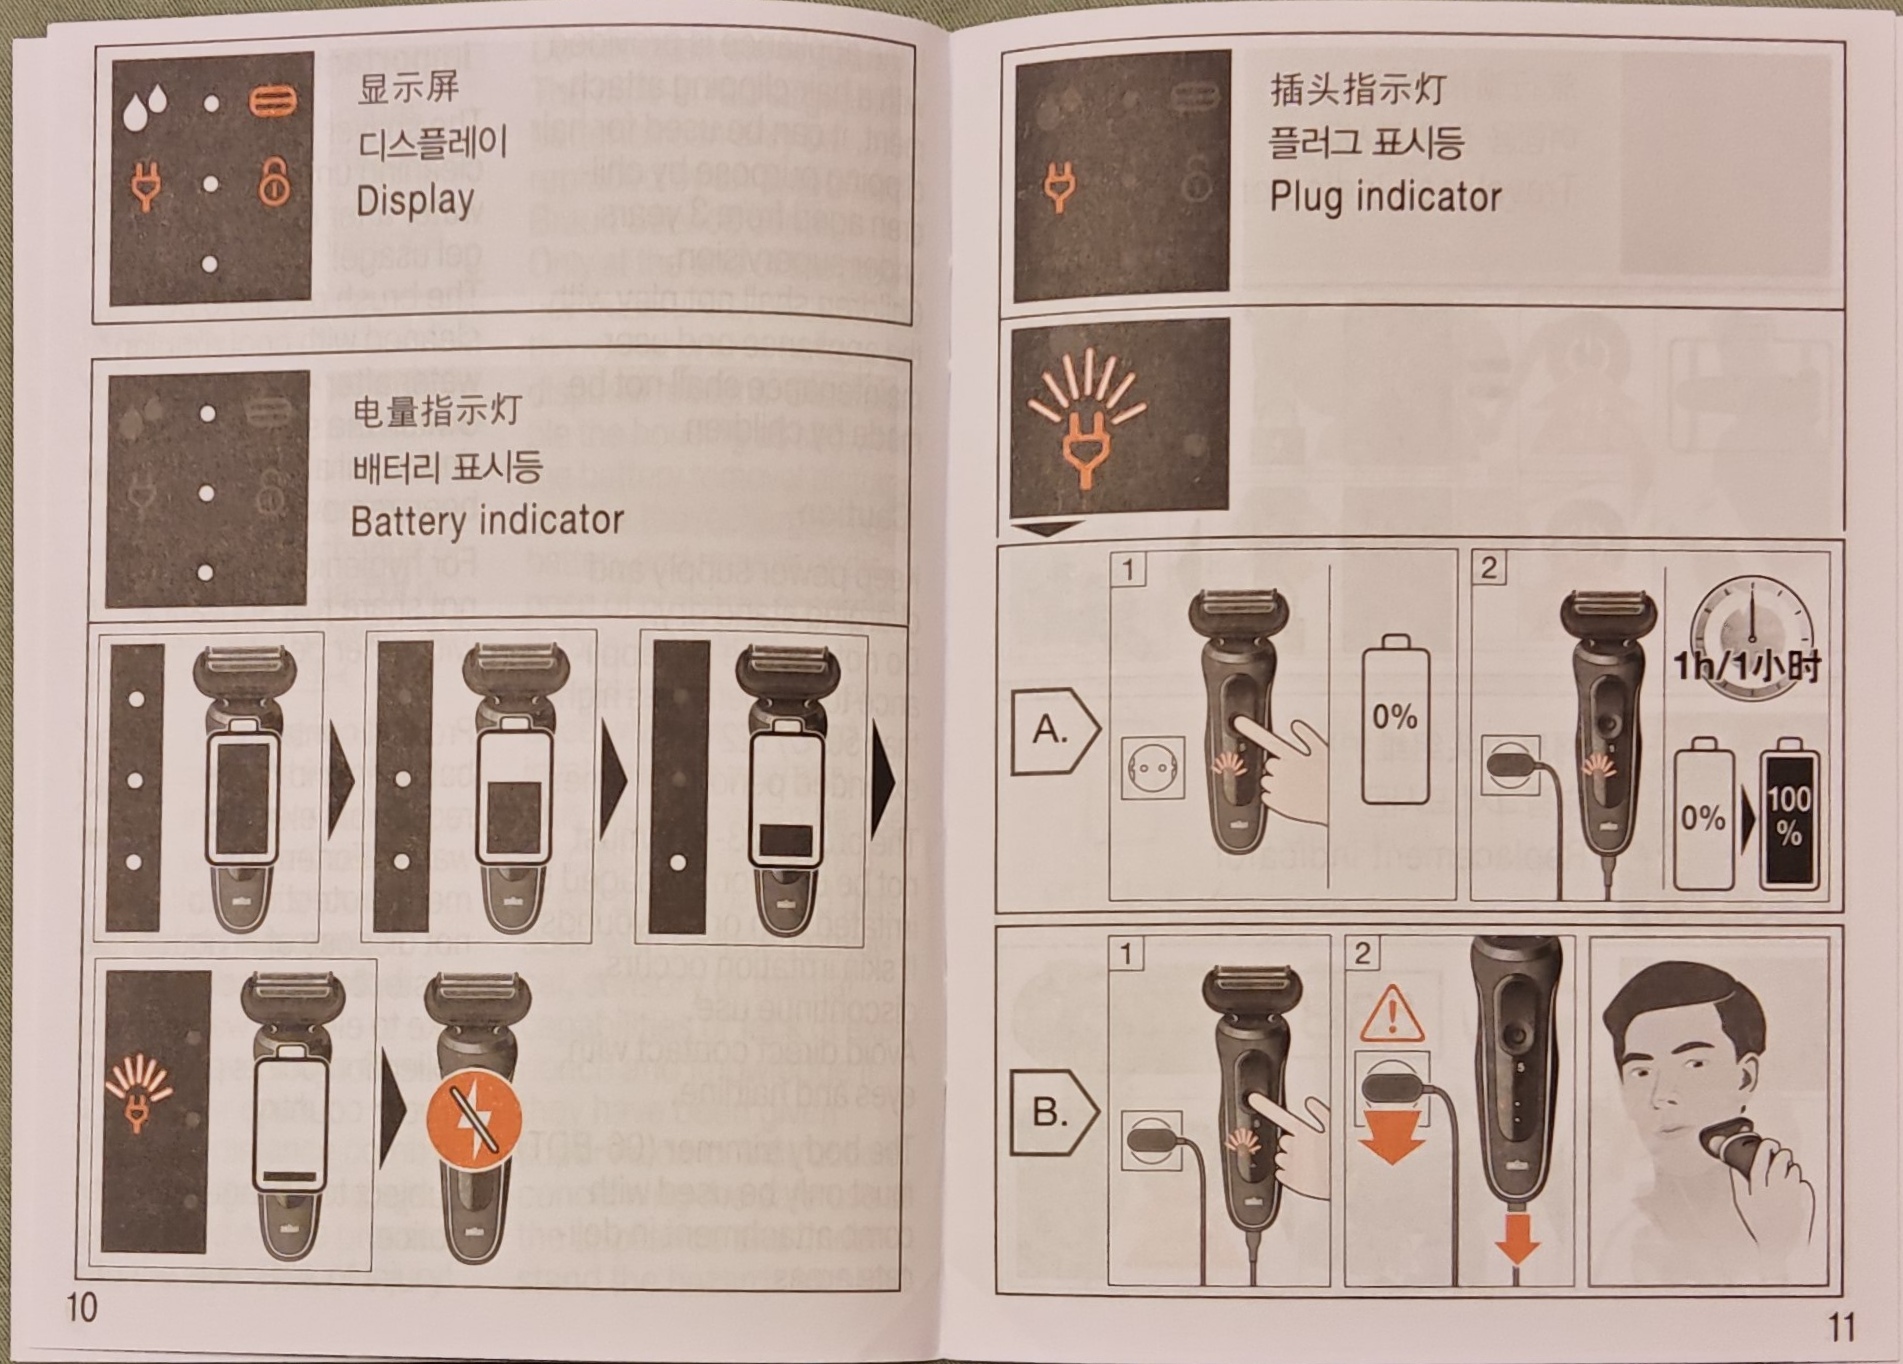 显示屏
디스플레이
Display
电量指示灯
배터리 표시등
Battery indicator
10
插头指示灯
플러그 표시등
Plug indicator
A.
1
0%
2
1h/1小时
0%
100
%
B.
1
2
5
11